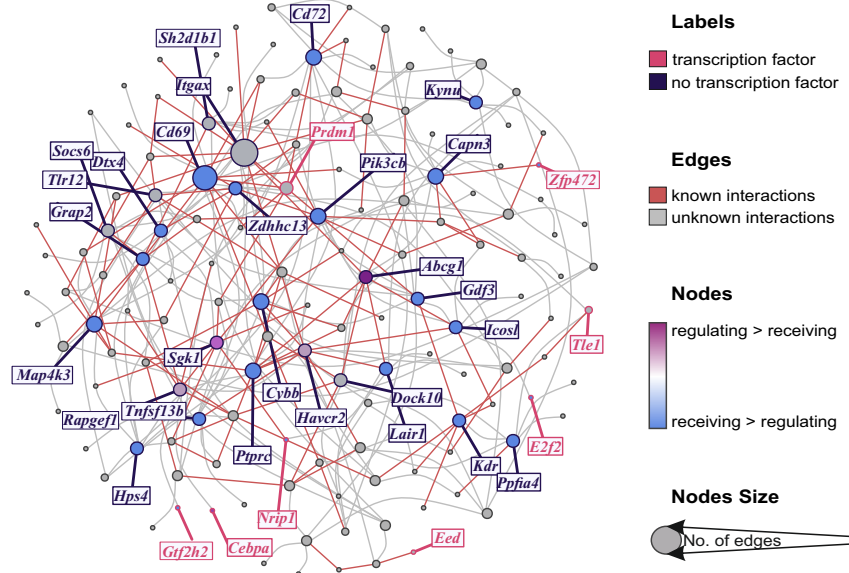 Cd72
Sh2d1b1
Itgax
Kynu
Cd69
Prdm1
Socs6
Dtx4
Pik3cb
Capn3
Tlr12
Zfp472
Grap2
Zdhhc13
Abcg1
Gdf3
Icosl
Tle1
Sgk1
Map4k3
Cybb
Dock10
Rapgef1
Tnfsf13b
Havcr2
Lair1
E2f2
Ptprc
Kdr
Ppfia4
Hps4
Nrip1
Gtf2h2
Cebpa
Eed
Labels
transcription factor
no transcription factor
Edges
known interactions
unknown interactions
Nodes
regulating > receiving
receiving > regulating
Nodes Size
No. of edges